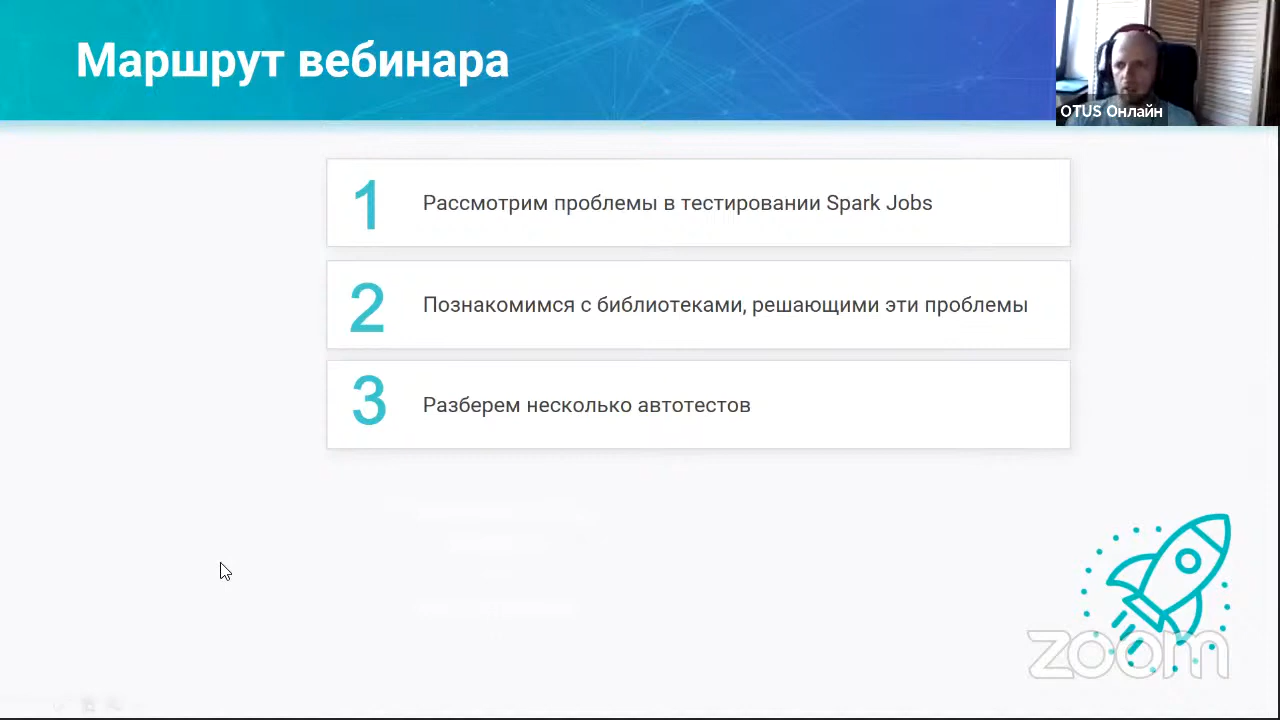 Маршрут вебинара
OTUS Онлайн
1 Рассмотрим проблемы в тестировании Spark Jobs
2 Познакомимся с библиотеками, решающими эти проблемы
3 Разберем несколько автотестов
zoom